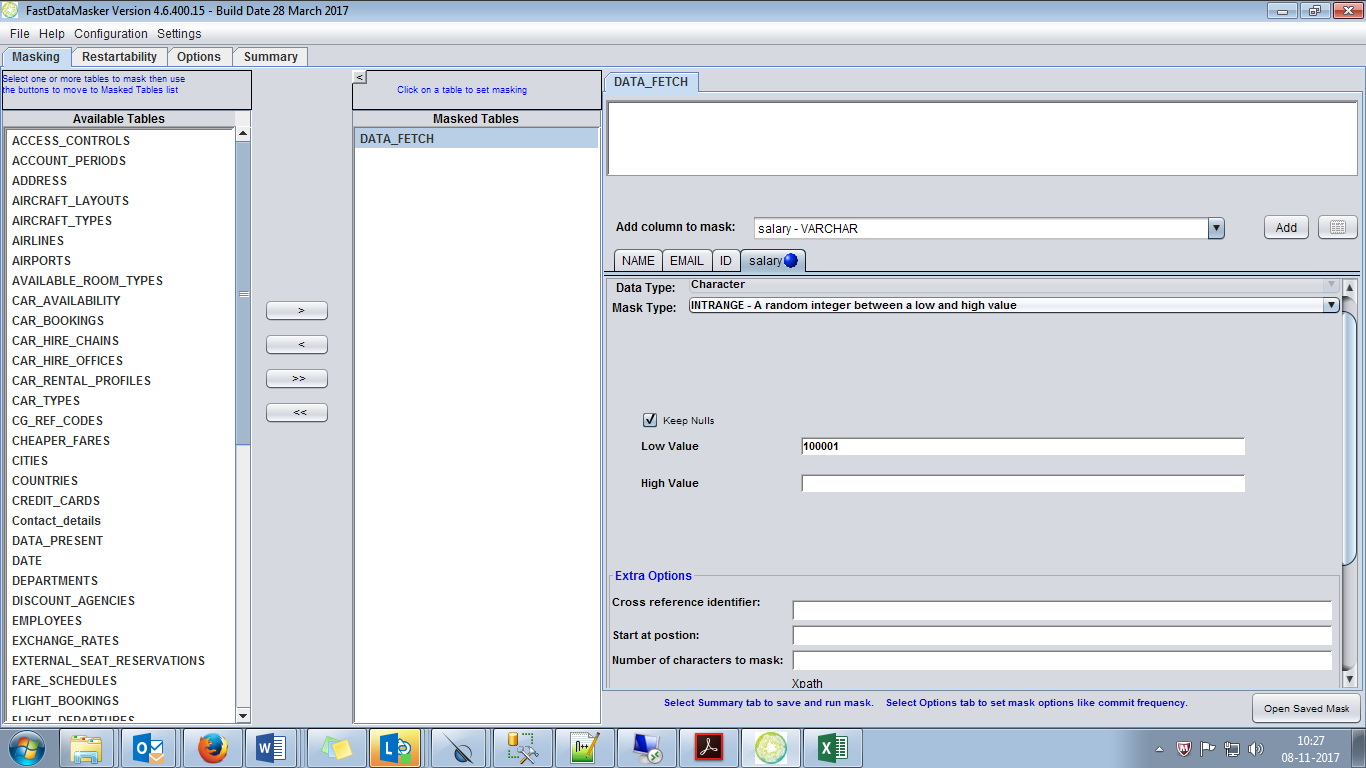 FastDataMasker Version 4.6.400.15 - Build Date 28 March 2017
File Help Configuration Settings
Masking Restartability Options Summary
Select one or more tables to mask then use
the buttons to move to Masked Tables list
Available Tables
ACCESS_CONTROLS
ACCOUNT_PERIODS
ADDRESS
AIRCRAFT_LAYOUTS
AIRCRAFT_TYPES
AIRLINES
AIRPORTS
AVAILABLE_ROOM_TYPES
CAR_AVAILABILITY
CAR_BOOKINGS
CAR_HIRE_CHAINS
CAR_HIRE_OFFICES
CAR_RENTAL_PROFILES
CAR_TYPES
CG_REF_CODES
CHEAPER_FARES
CITIES
COUNTRIES
CREDIT_CARDS
Contact_details
DATA_PRESENT
DATE
DEPARTMENTS
DISCOUNT_AGENCIES
EMPLOYEES
EXCHANGE_RATES
EXTERNAL_SEAT_RESERVATIONS
FARE_SCHEDULES
FLIGHT_BOOKINGS
FLIGHT_DEPARTURES
>
<
>>
<<
<
Click on a table to set masking
Masked Tables
DATA_FETCH
DATA_FETCH
Add column to mask: salary - VARCHAR Add
NAME EMAIL ID salary
Data Type: Character
Mask Type: INTRANGE - A random integer between a low and high value
Keep Nulls
Low Value 100001
High Value
Extra Options
Cross reference identifier:
Start at postion:
Number of characters to mask:
Xpath
Select Summary tab to save and run mask. Select Options tab to set mask options like commit frequency.
Open Saved Mask
10:27
08-11-2017